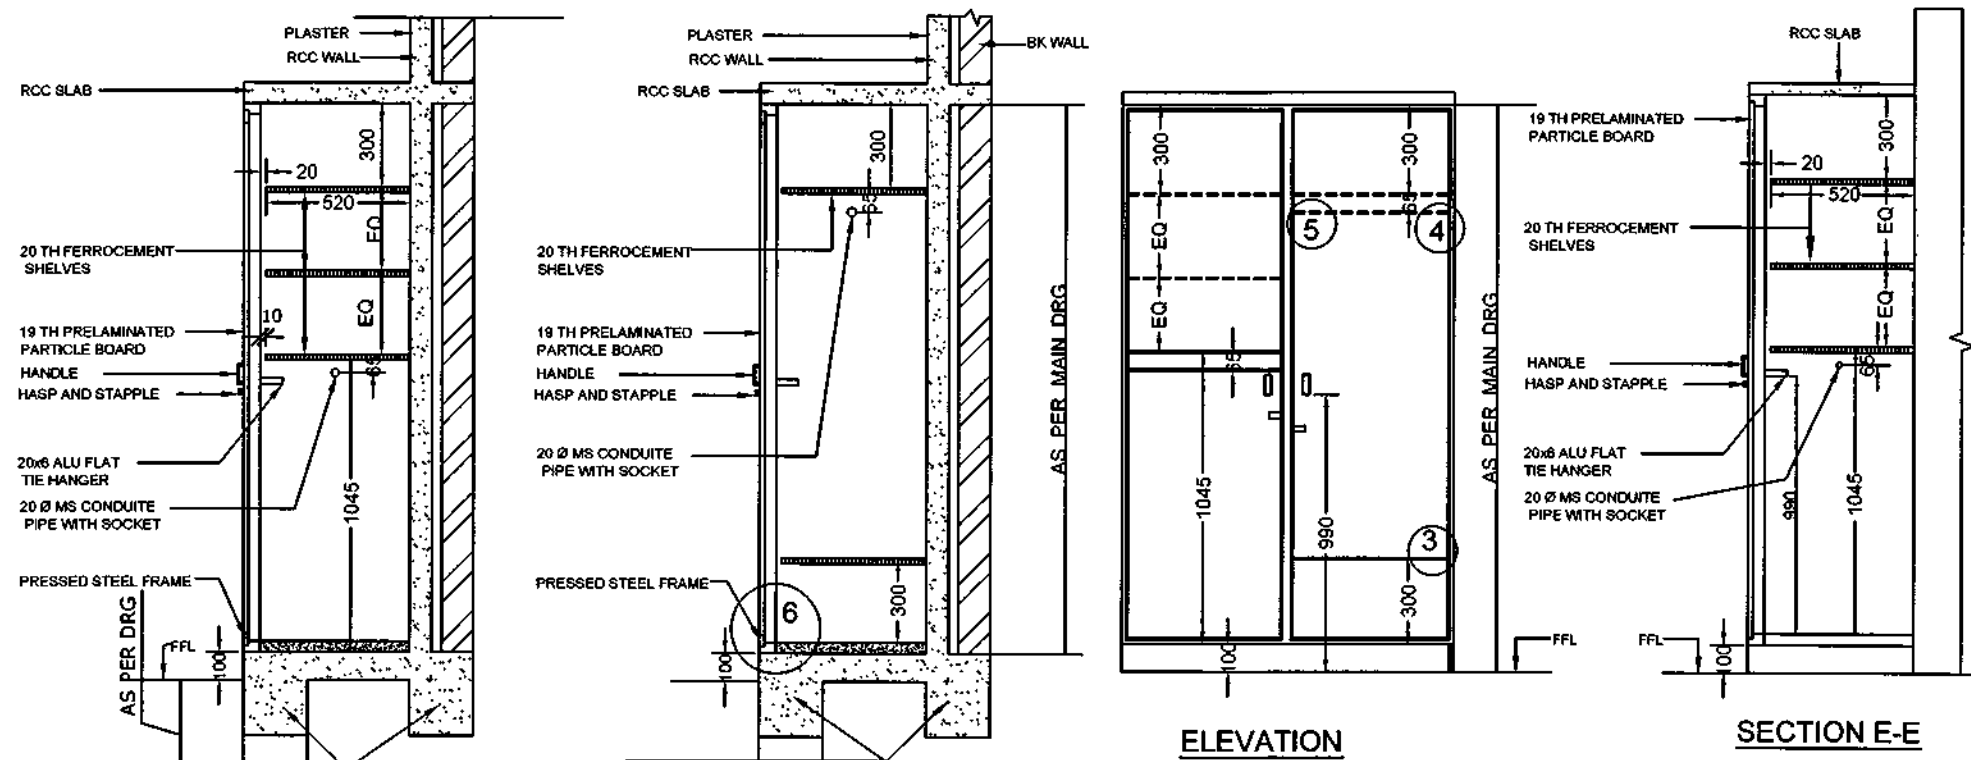 PLASTER
RCC WALL
RCC SLAB
300
20
520
EQ
20 TH FERROCEMENT
SHELVES
10
EQ
19 TH PRELAMINATED
PARTICLE BOARD
65
HANDLE
HASP AND STAPPLE
20x6 ALU FLAT
TIE HANGER
20 Ø MS CONDUITE
PIPE WITH SOCKET
1045
PRESSED STEEL FRAME
AS PER DRG
FFL
100
PLASTER
RCC WALL
BK WALL
RCC SLAB
300
65
20 TH FERROCEMENT
SHELVES
19 TH PRELAMINATED
PARTICLE BOARD
HANDLE
HASP AND STAPPLE
20 Ø MS CONDUITE
PIPE WITH SOCKET
AS PER MAIN DRG
PRESSED STEEL FRAME
6
300
100
300
300
65
5
4
EQ
EQ
65
AS PER MAIN DRG
1045
990
3
300
FFL
100
ELEVATION
RCC SLAB
19 TH PRELAMINATED
PARTICLE BOARD
300
20
520
20 TH FERROCEMENT
SHELVES
EQ
EQ
HANDLE
65
HASP AND STAPPLE
20x6 ALU FLAT
TIE HANGER
20 Ø MS CONDUITE
PIPE WITH SOCKET
990
1045
FFL
100
SECTION E-E